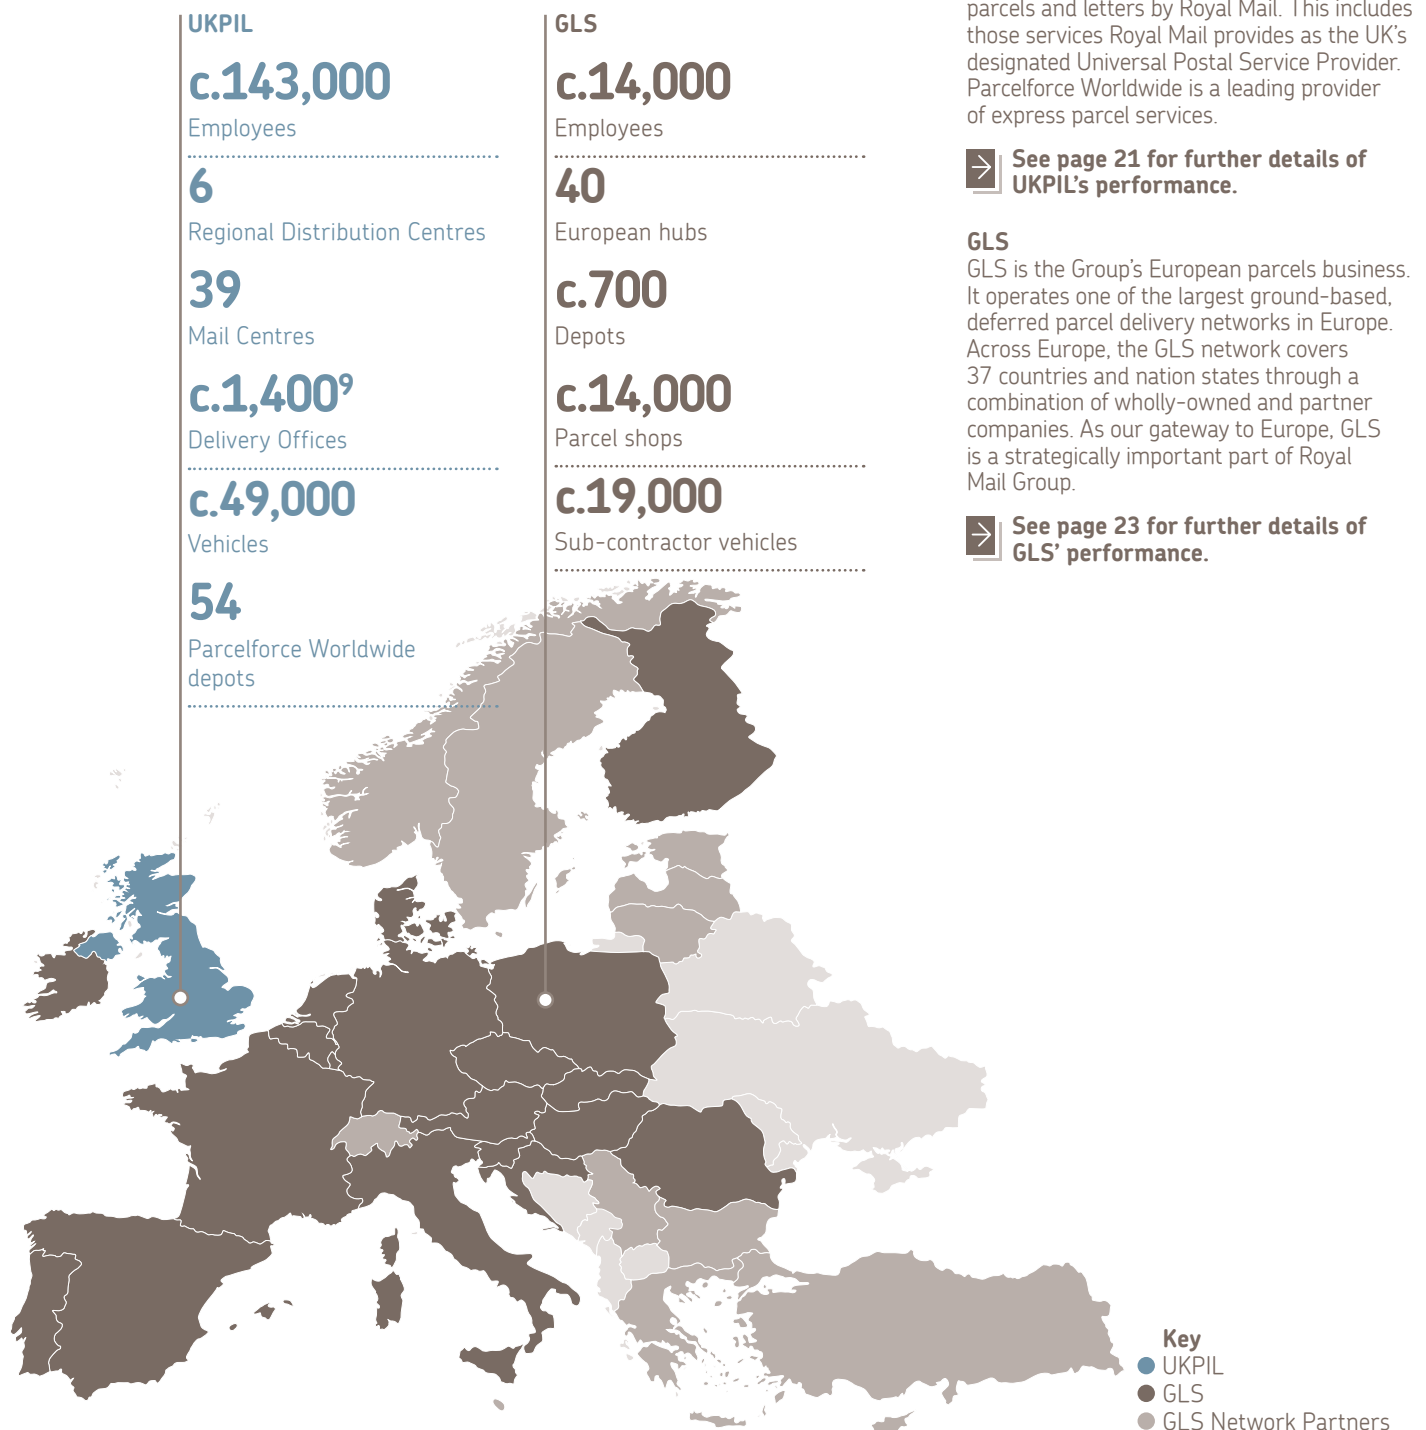 UKPIL
c.143,000
Employees
6
Regional Distribution Centres
39
Mail Centres
c.1,400⁹
Delivery Offices
c.49,000
Vehicles
54
Parcelforce Worldwide
depots
GLS
c.14,000
Employees
40
European hubs
c.700
Depots
c.14,000
Parcel shops
c.19,000
Sub-contractor vehicles
parcels and letters by Royal Mail. This includes
those services Royal Mail provides as the UK’s
designated Universal Postal Service Provider.
Parcelforce Worldwide is a leading provider
of express parcel services.
See page 21 for further details of
UKPIL’s performance.
GLS
GLS is the Group’s European parcels business.
It operates one of the largest ground-based,
deferred parcel delivery networks in Europe.
Across Europe, the GLS network covers
37 countries and nation states through a
combination of wholly-owned and partner
companies. As our gateway to Europe, GLS
is a strategically important part of Royal
Mail Group.
See page 23 for further details of
GLS’ performance.
Key
UKPIL
GLS
GLS Network Partners